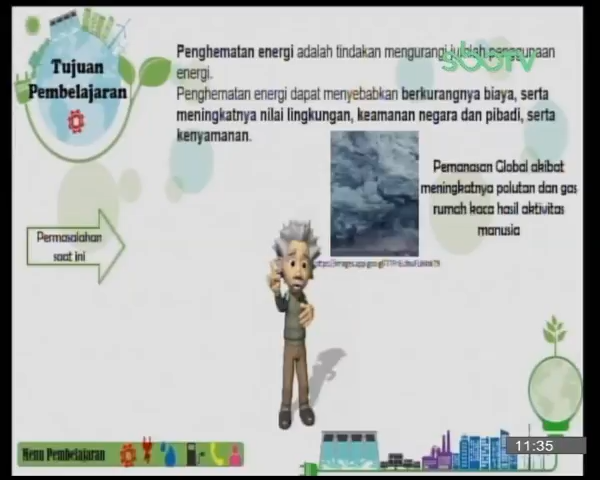 Tujuan
Pembelajaran
Penghematan energi adalah tindakan mengurangi jumlah penggunaan
energi.
Penghematan energi dapat menyebabkan berkurangnya biaya, serta
meningkatnya nilai lingkungan, keamanan negara dan pibadi, serta
kenyamanan.
sbotv
Pemanasan Global akibat
meningkatnya polutan dan gas
rumah kaca hasil aktivitas
manusia
Permasalahan
saat ini
Menu Pembelajaran
11:35